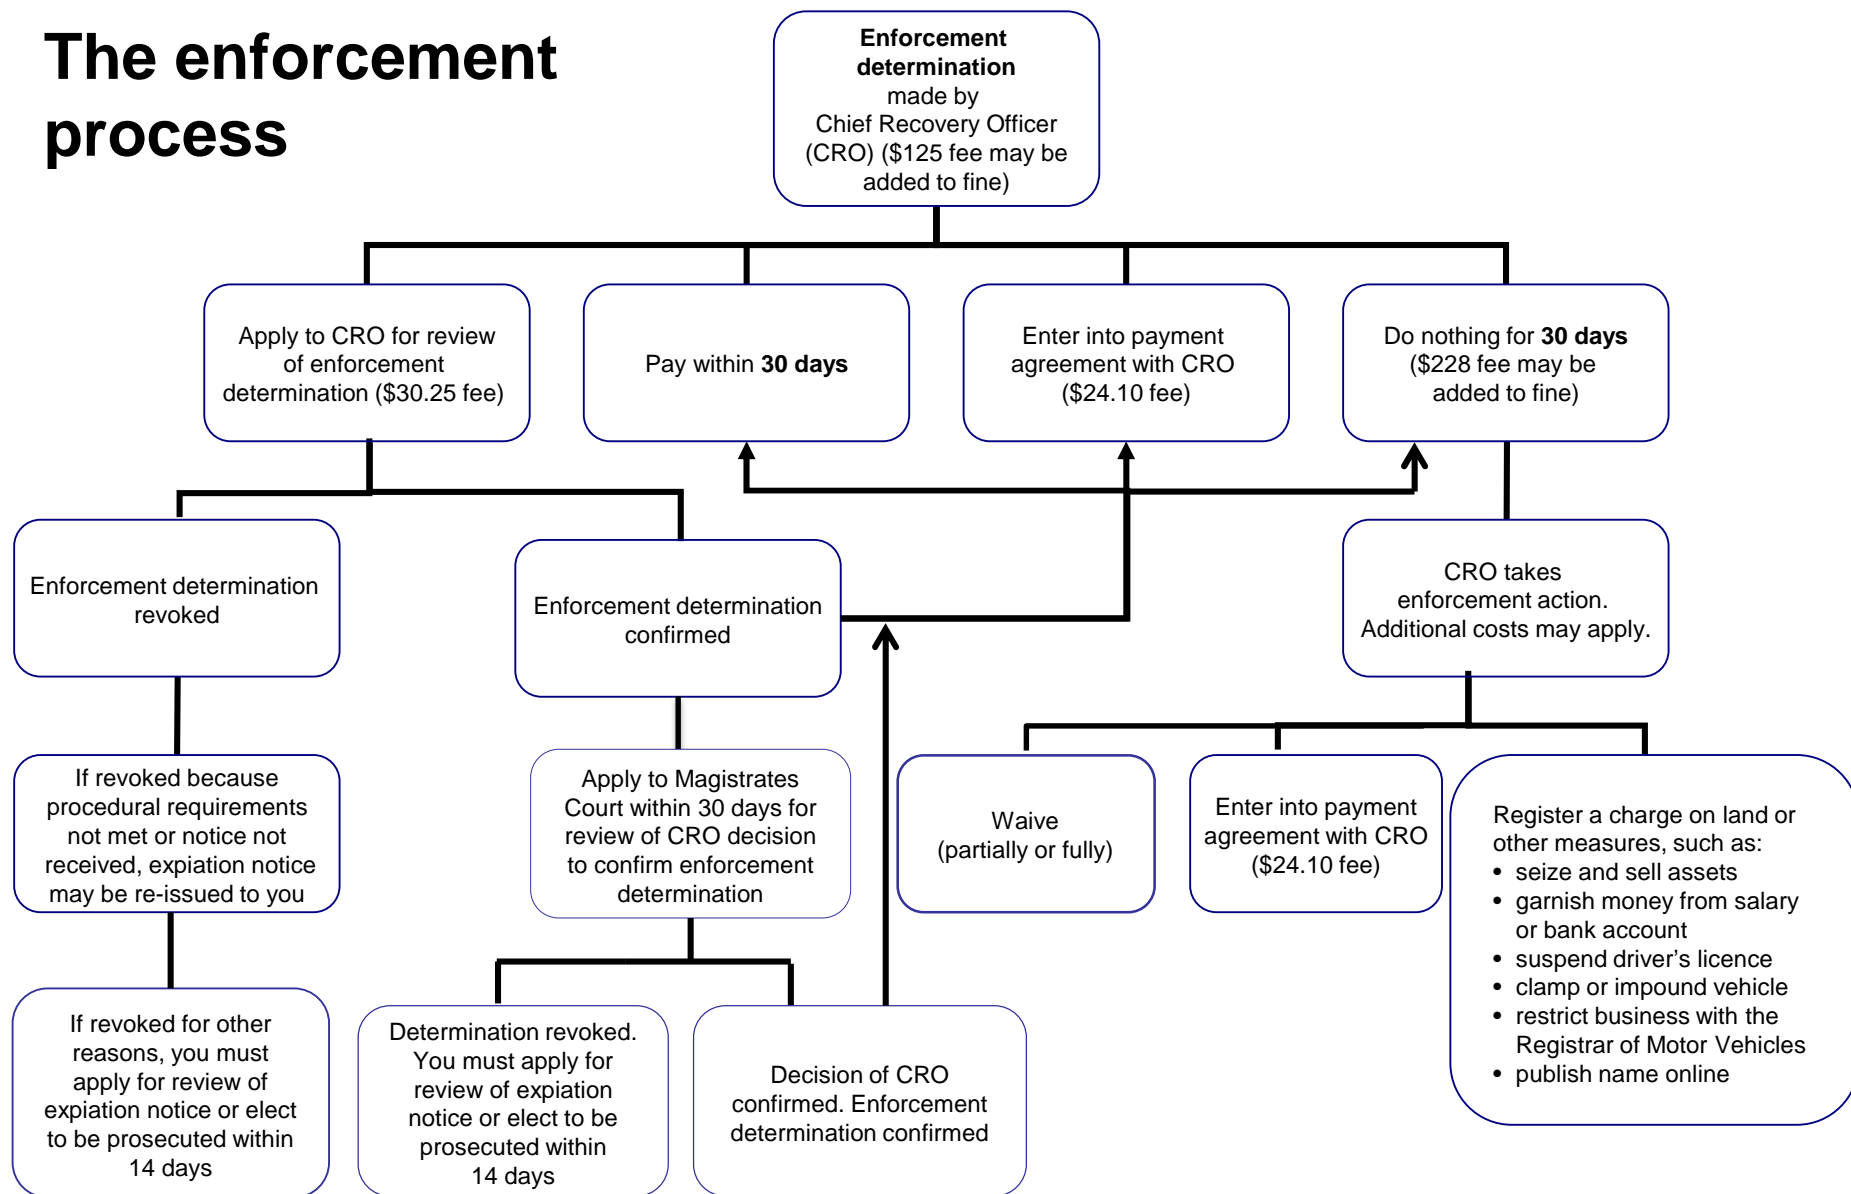 The enforcement
process
Enforcement
determination
made by
Chief Recovery Officer
(CRO) ($125 fee may be
added to fine)
Apply to CRO for review
of enforcement
determination ($30.25 fee)
Pay within 30 days
Enter into payment
agreement with CRO
($24.10 fee)
Do nothing for 30 days
($228 fee may be
added to fine)
Enforcement determination
revoked
Enforcement determination
confirmed
CRO takes
enforcement action.
Additional costs may apply.
If revoked because
procedural requirements
not met or notice not
received, expiation notice
may be re-issued to you
Apply to Magistrates
Court within 30 days for
review of CRO decision
to confirm enforcement
determination
Waive
(partially or fully)
Enter into payment
agreement with CRO
($24.10 fee)
Register a charge on land or
other measures, such as:
• seize and sell assets
• garnish money from salary
or bank account
• suspend driver’s licence
• clamp or impound vehicle
• restrict business with the
Registrar of Motor Vehicles
• publish name online
If revoked for other
reasons, you must
apply for review of
expiation notice or elect
to be prosecuted within
14 days
Determination revoked.
You must apply for
review of expiation
notice or elect to be
prosecuted within
14 days
Decision of CRO
confirmed. Enforcement
determination confirmed